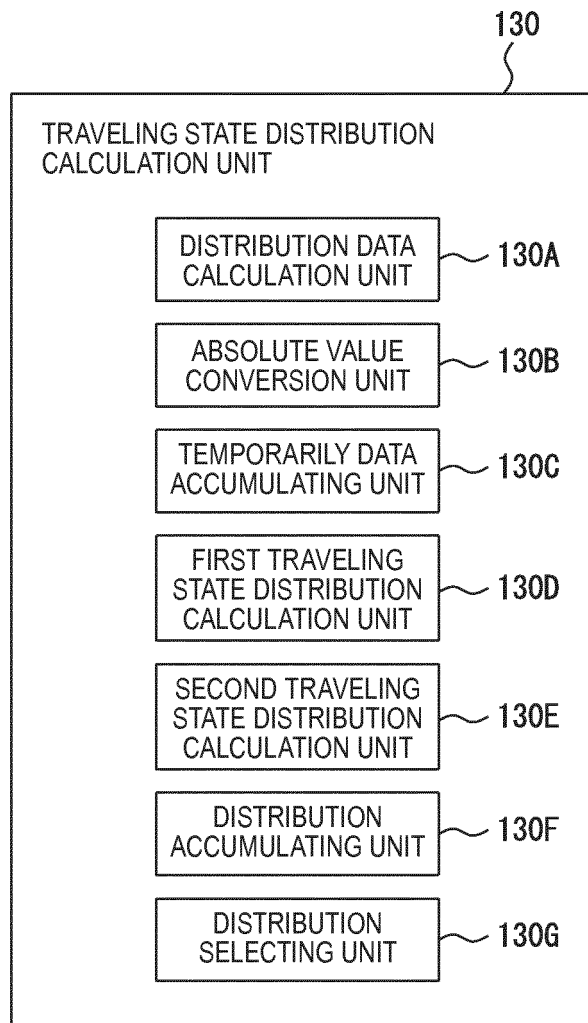 130
TRAVELING STATE DISTRIBUTION
CALCULATION UNIT
DISTRIBUTION DATA
CALCULATION UNIT
130A
ABSOLUTE VALUE
CONVERSION UNIT
130B
TEMPORARILY DATA
ACCUMULATING UNIT
130C
FIRST TRAVELING
STATE DISTRIBUTION
CALCULATION UNIT
130D
SECOND TRAVELING
STATE DISTRIBUTION
CALCULATION UNIT
130E
DISTRIBUTION
ACCUMULATING UNIT
130F
DISTRIBUTION
SELECTING UNIT
130G